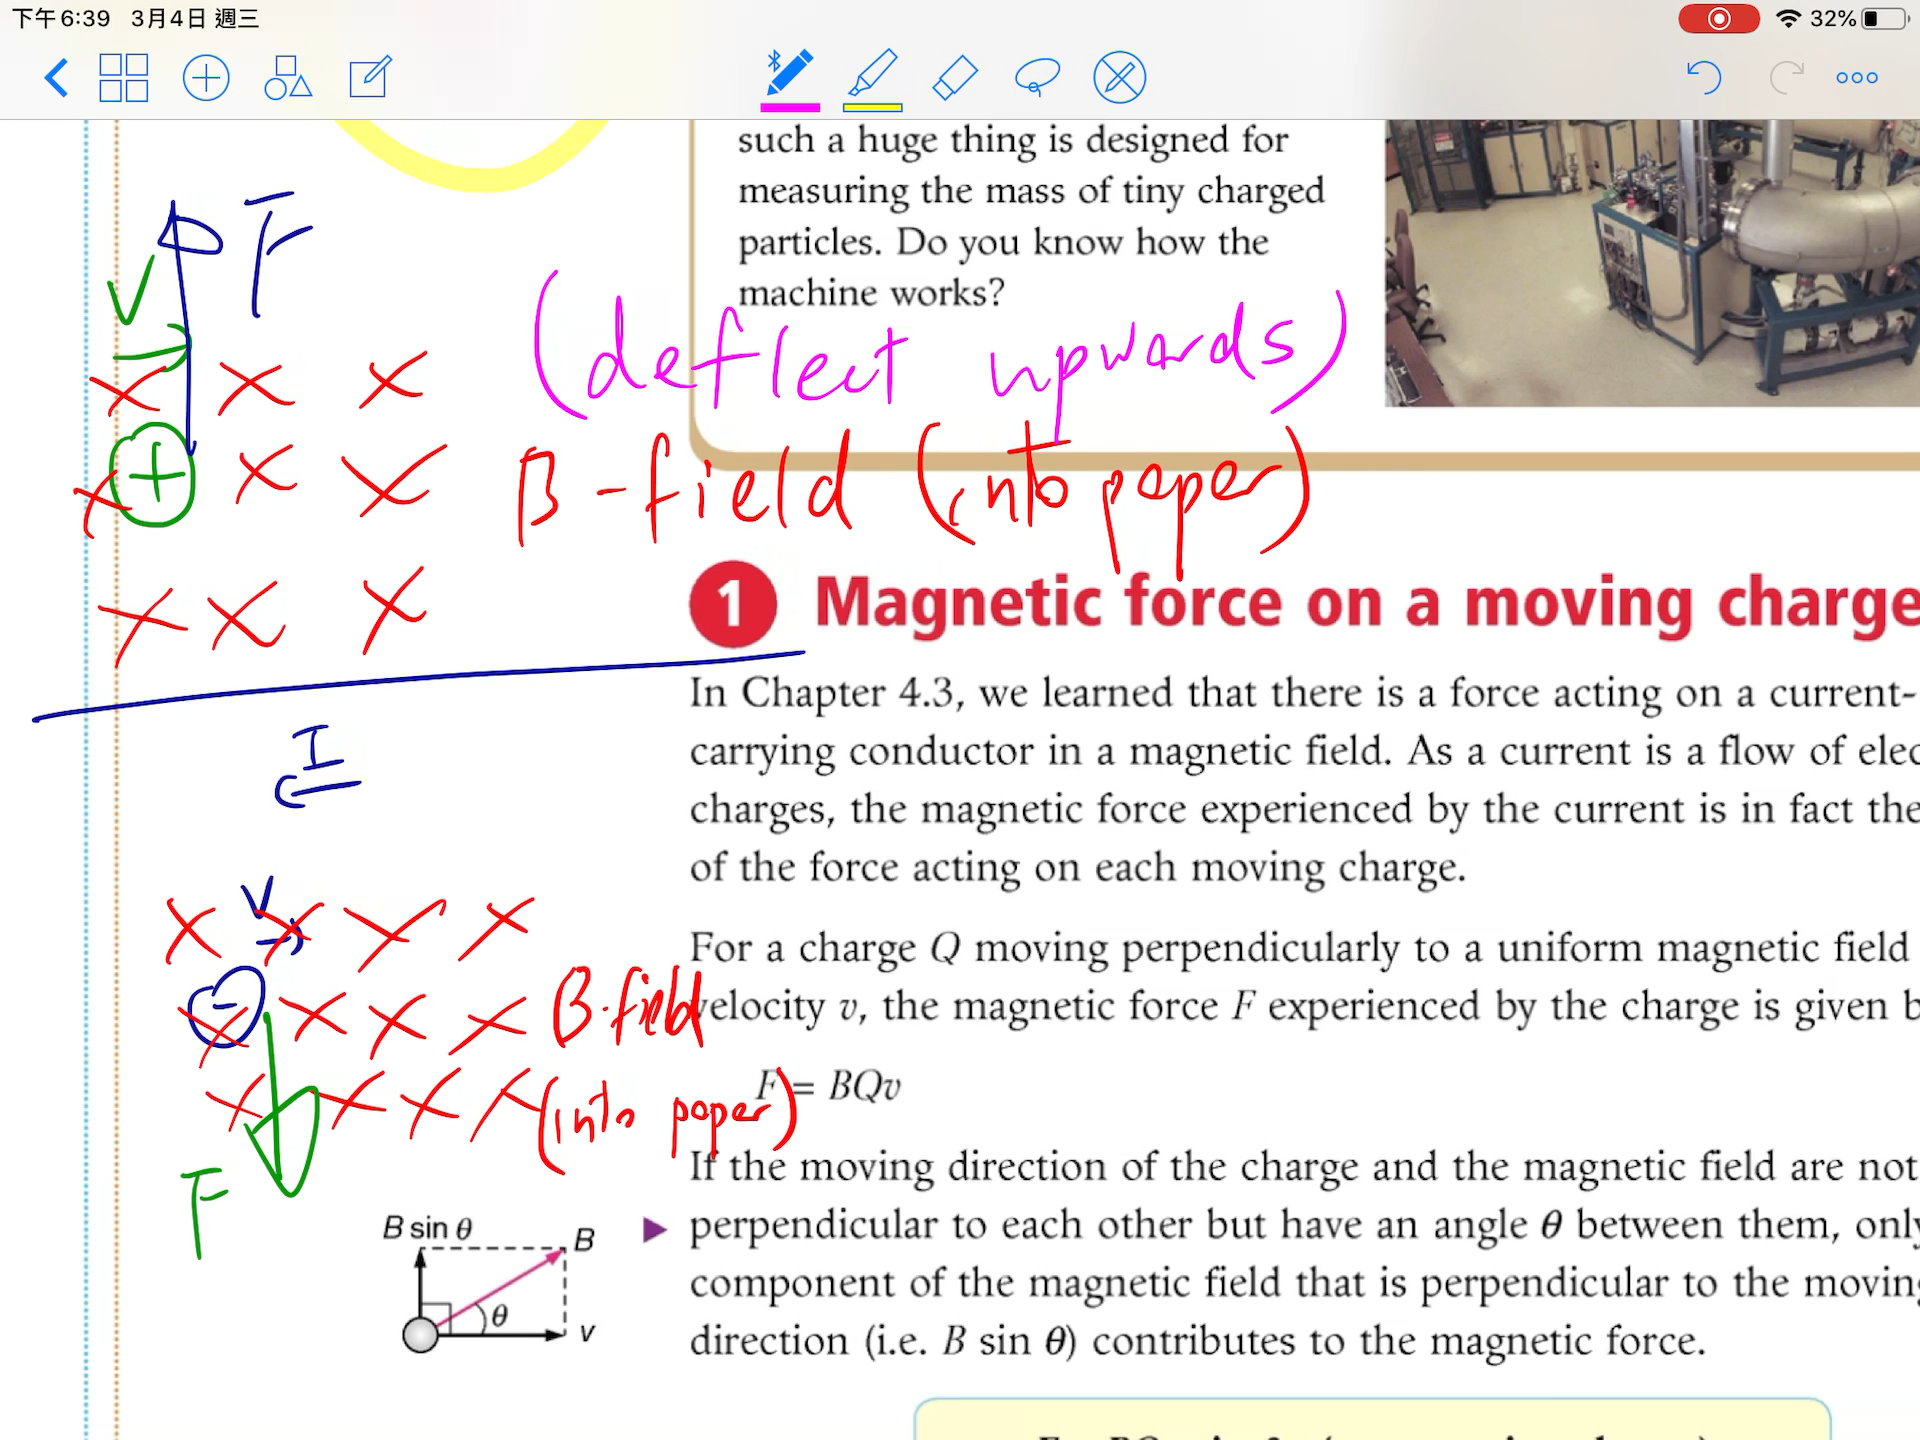 下午6:39 3月4日 週三
32%
such a huge thing is designed for
measuring the mass of tiny charged
particles. Do you know how the
machine works?
F
V
(deflect upwards)
+
B-field (into paper)
1 Magnetic force on a moving charge
In Chapter 4.3, we learned that there is a force acting on a current-
carrying conductor in a magnetic field. As a current is a flow of elec
charges, the magnetic force experienced by the current is in fact the
of the force acting on each moving charge.
I
V
For a charge Q moving perpendicularly to a uniform magnetic field
velocity v, the magnetic force F experienced by the charge is given b
-
B-field
(into paper)
F = BQv
F
If the moving direction of the charge and the magnetic field are not
perpendicular to each other but have an angle θ between them, only
component of the magnetic field that is perpendicular to the moving
direction (i.e. B sin θ) contributes to the magnetic force.
B sin θ
B
θ
v